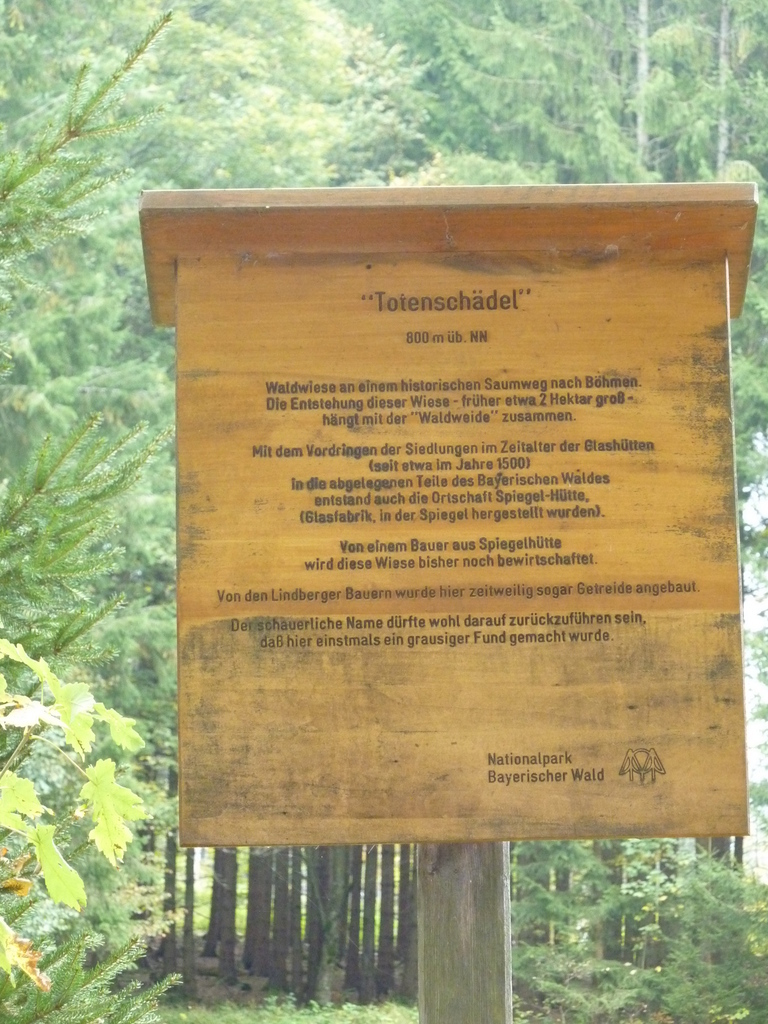 "Totenschädel"
800 m üb. NN
Waldwiese an einem historischen Saumweg nach Böhmen.
Die Entstehung dieser Wiese - früher etwa 2 Hektar groß -
hängt mit der "Waldweide" zusammen.
Mit dem Vordringen der Siedlungen im Zeitalter der Glashütten
(seit etwa im Jahre 1500)
in die abgelegenen Teile des Bayerischen Waldes
entstand auch die Ortschaft Spiegel-Hütte,
(Glasfabrik, in der Spiegel hergestellt wurden).
Von einem Bauer aus Spiegelhütte
wird diese Wiese bisher noch bewirtschaftet.
Von den Lindberger Bauern wurde hier zeitweilig sogar Getreide angebaut.
Der schauerliche Name dürfte wohl darauf zurückzuführen sein,
daß hier einstmals ein grausiger Fund gemacht wurde.
Nationalpark
Bayerischer Wald